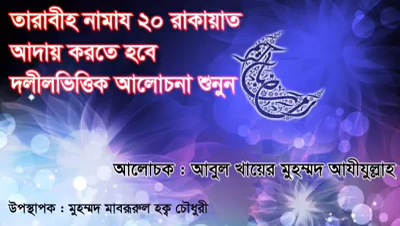 তারাবীহ নামায ২০ রাকায়াত
আদায় করতে হবে
দলীলভিত্তিক আলোচনা শুনুন
আলোচক : আবুল খায়ের মুহম্মদ আযীযুল্লাহ
উপস্থাপক : মুহম্মদ মাবরূরুল হক্ব চৌধুরী